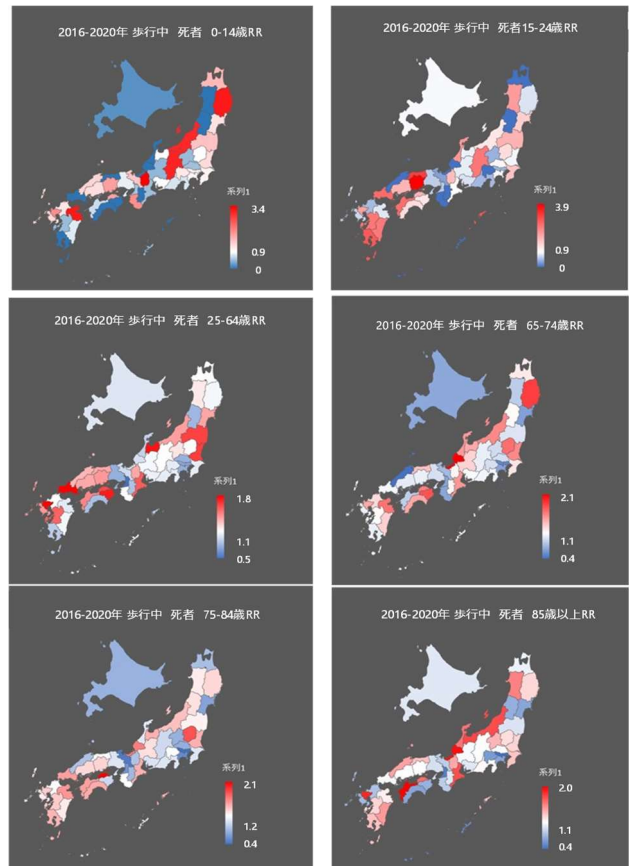 2016-2020年 歩行中　死者　0-14歳RR
系列1
3.4
0.9
0
2016-2020年 歩行中　死者15-24歳RR
系列1
3.9
0.9
0
2016-2020年 歩行中　死者　25-64歳RR
系列1
1.8
1.1
0.5
2016-2020年 歩行中　死者　65-74歳RR
系列1
2.1
1.1
0.4
2016-2020年 歩行中　死者　75-84歳RR
系列1
2.1
1.2
0.4
2016-2020年 歩行中　死者　85歳以上RR
系列1
2.0
1.1
0.4